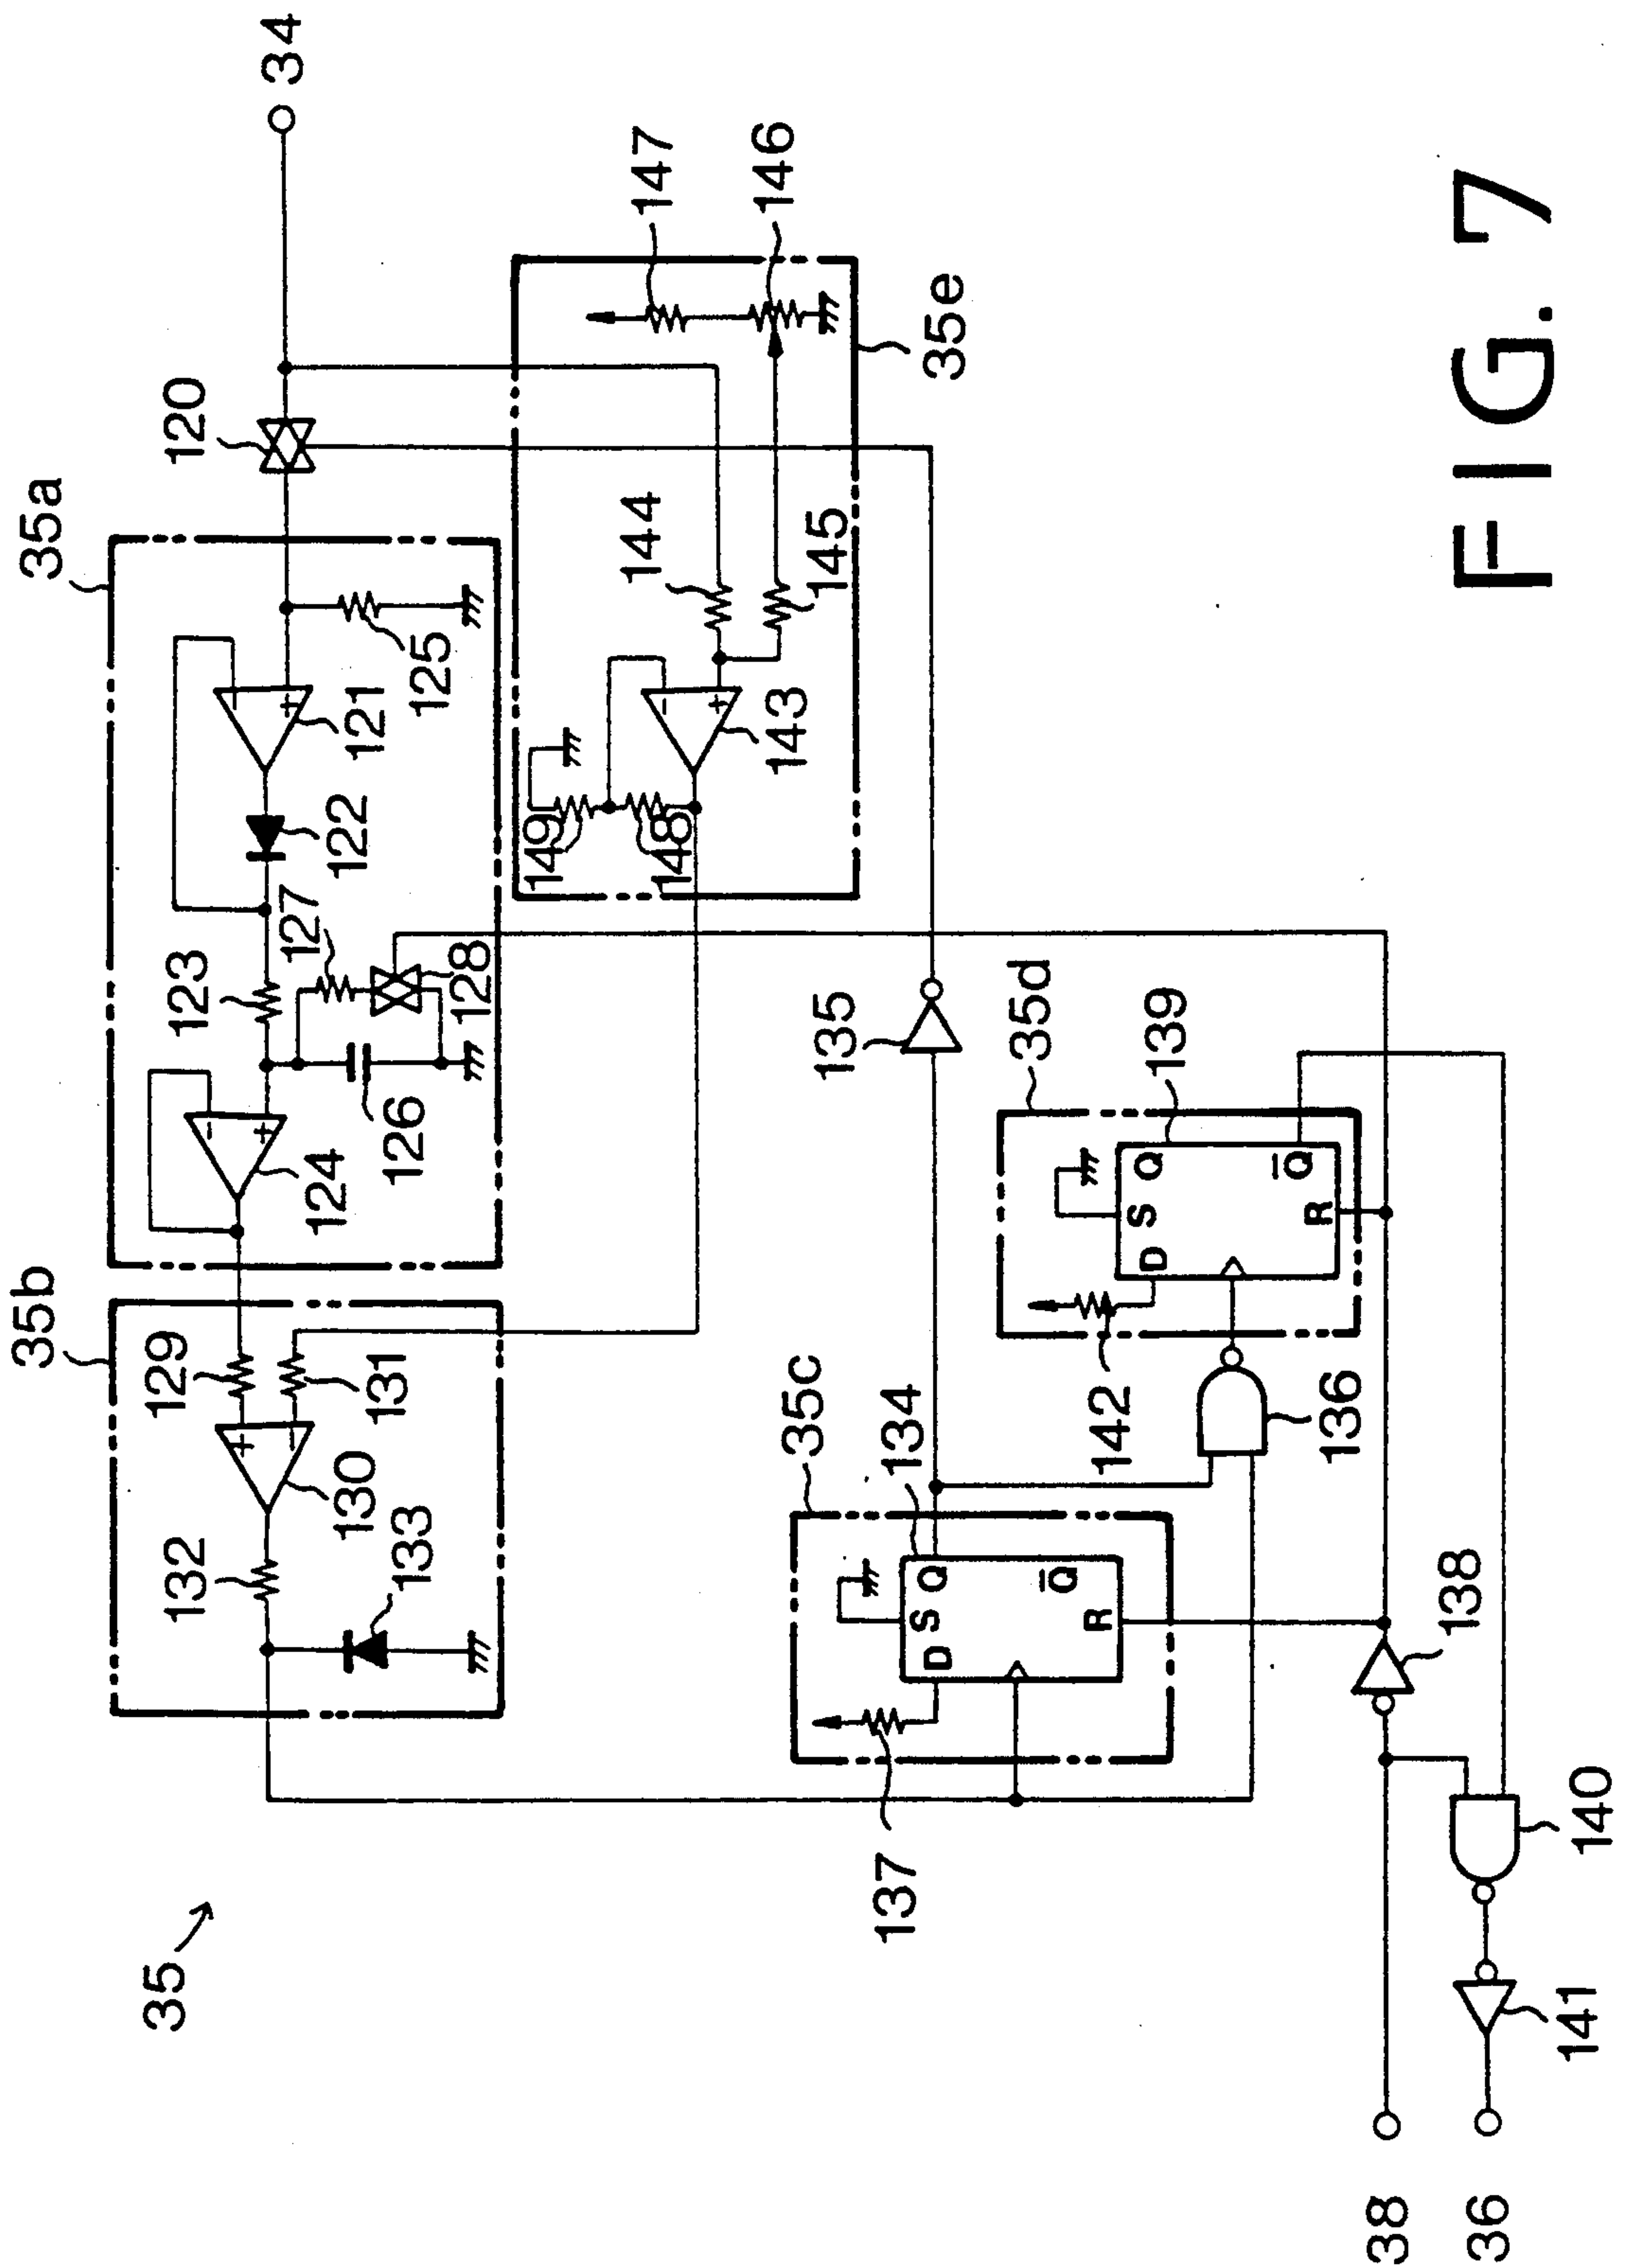 35
35b
35a
34
132
133
130
129
131
124
126
123
127
128
122
121
125
120
+
−
+
−
−
+
149
148
143
−
+
144
145
147
146
35e
137
35c
134
D
S
Q
Q̅
R
135
142
136
35d
139
D
S
Q
Q̅
R
138
140
141
38
36
FIG. 7